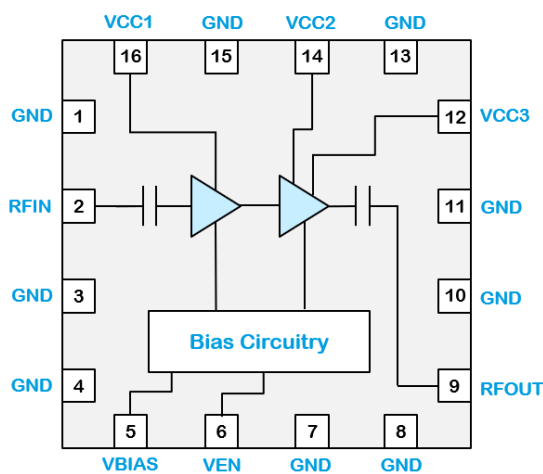 VCC1 GND VCC2 GND
16 15 14 13
GND 1 12 VCC3
RFIN 2 11 GND
GND 3 10 GND
Bias Circuitry
GND 4 9 RFOUT
5 6 7 8
VBIAS VEN GND GND